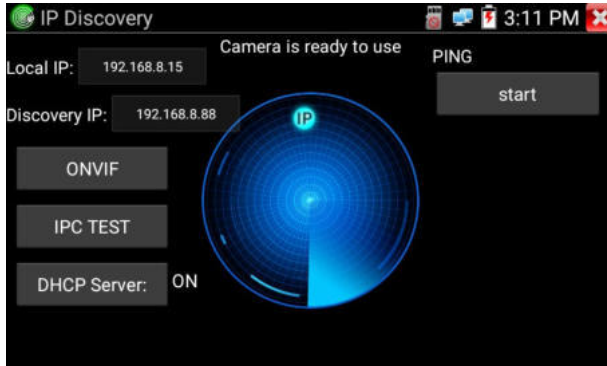 IP Discovery
3:11 PM
Camera is ready to use
Local IP: 192.168.8.15
PING
start
Discovery IP: 192.168.8.88
IP
ONVIF
IPC TEST
DHCP Server: ON